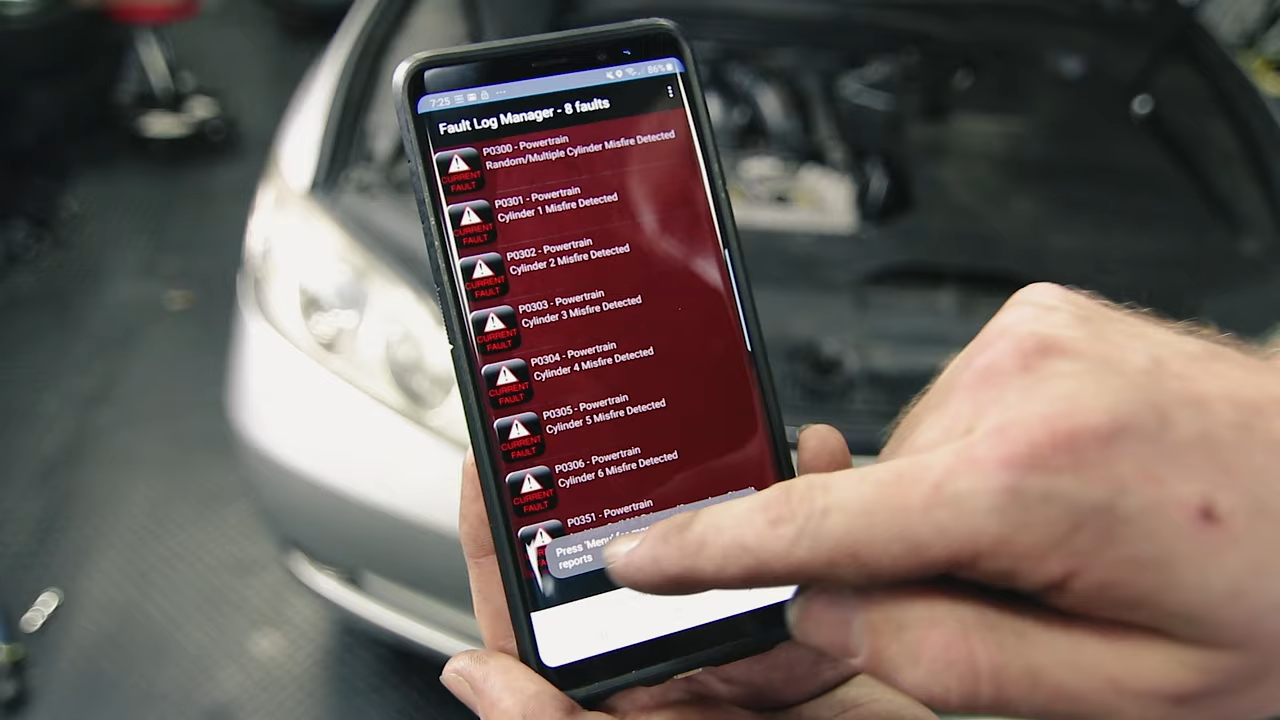 7:25
86%
Fault Log Manager - 8 faults
P0300 - Powertrain
Random/Multiple Cylinder Misfire Detected
CURRENT
FAULT
P0301 - Powertrain
Cylinder 1 Misfire Detected
CURRENT
FAULT
P0302 - Powertrain
Cylinder 2 Misfire Detected
CURRENT
FAULT
P0303 - Powertrain
Cylinder 3 Misfire Detected
CURRENT
FAULT
P0304 - Powertrain
Cylinder 4 Misfire Detected
CURRENT
FAULT
P0305 - Powertrain
Cylinder 5 Misfire Detected
CURRENT
FAULT
P0306 - Powertrain
Cylinder 6 Misfire Detected
CURRENT
FAULT
P0351 - Powertrain
Press 'Menu' for
reports